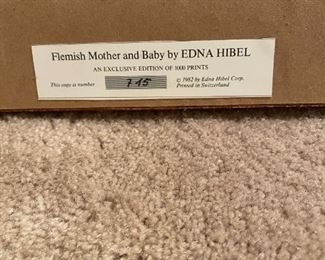 Flemish Mother and Baby by EDNA HIBEL
AN EXCLUSIVE EDITION OF 1000 PRINTS
This copy is number 715 © 1982 by Edna Hibel Corp.
Printed in Switzerland